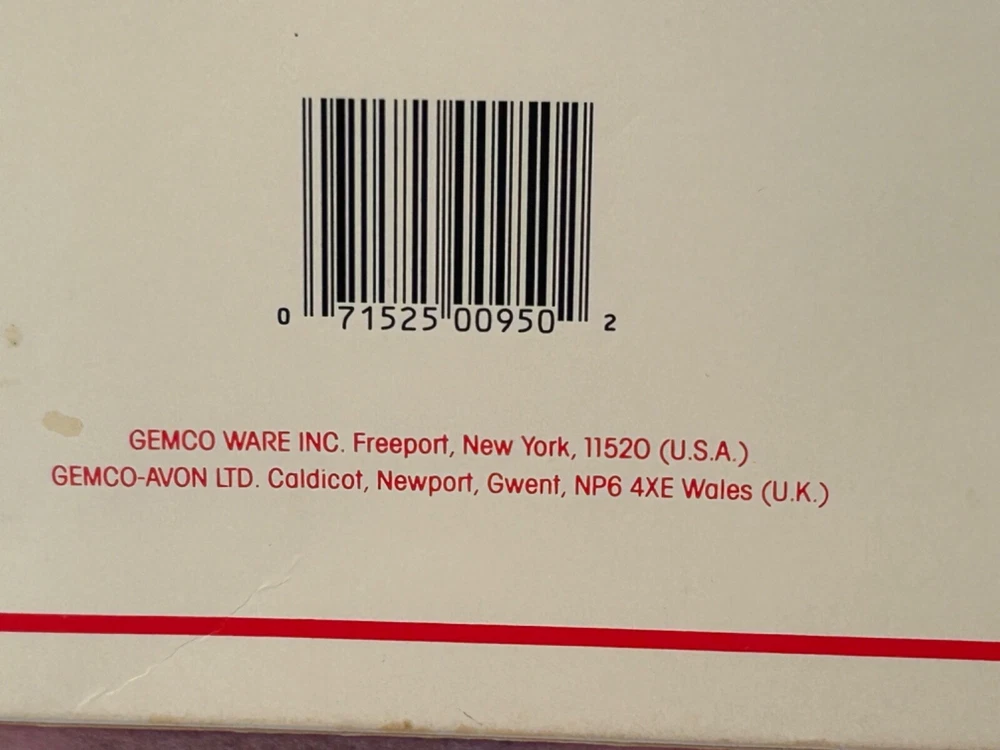 0 71525 00950 2
GEMCO WARE INC. Freeport, New York, 11520 (U.S.A.)
GEMCO-AVON LTD. Caldicot, Newport, Gwent, NP6 4XE Wales (U.K.)